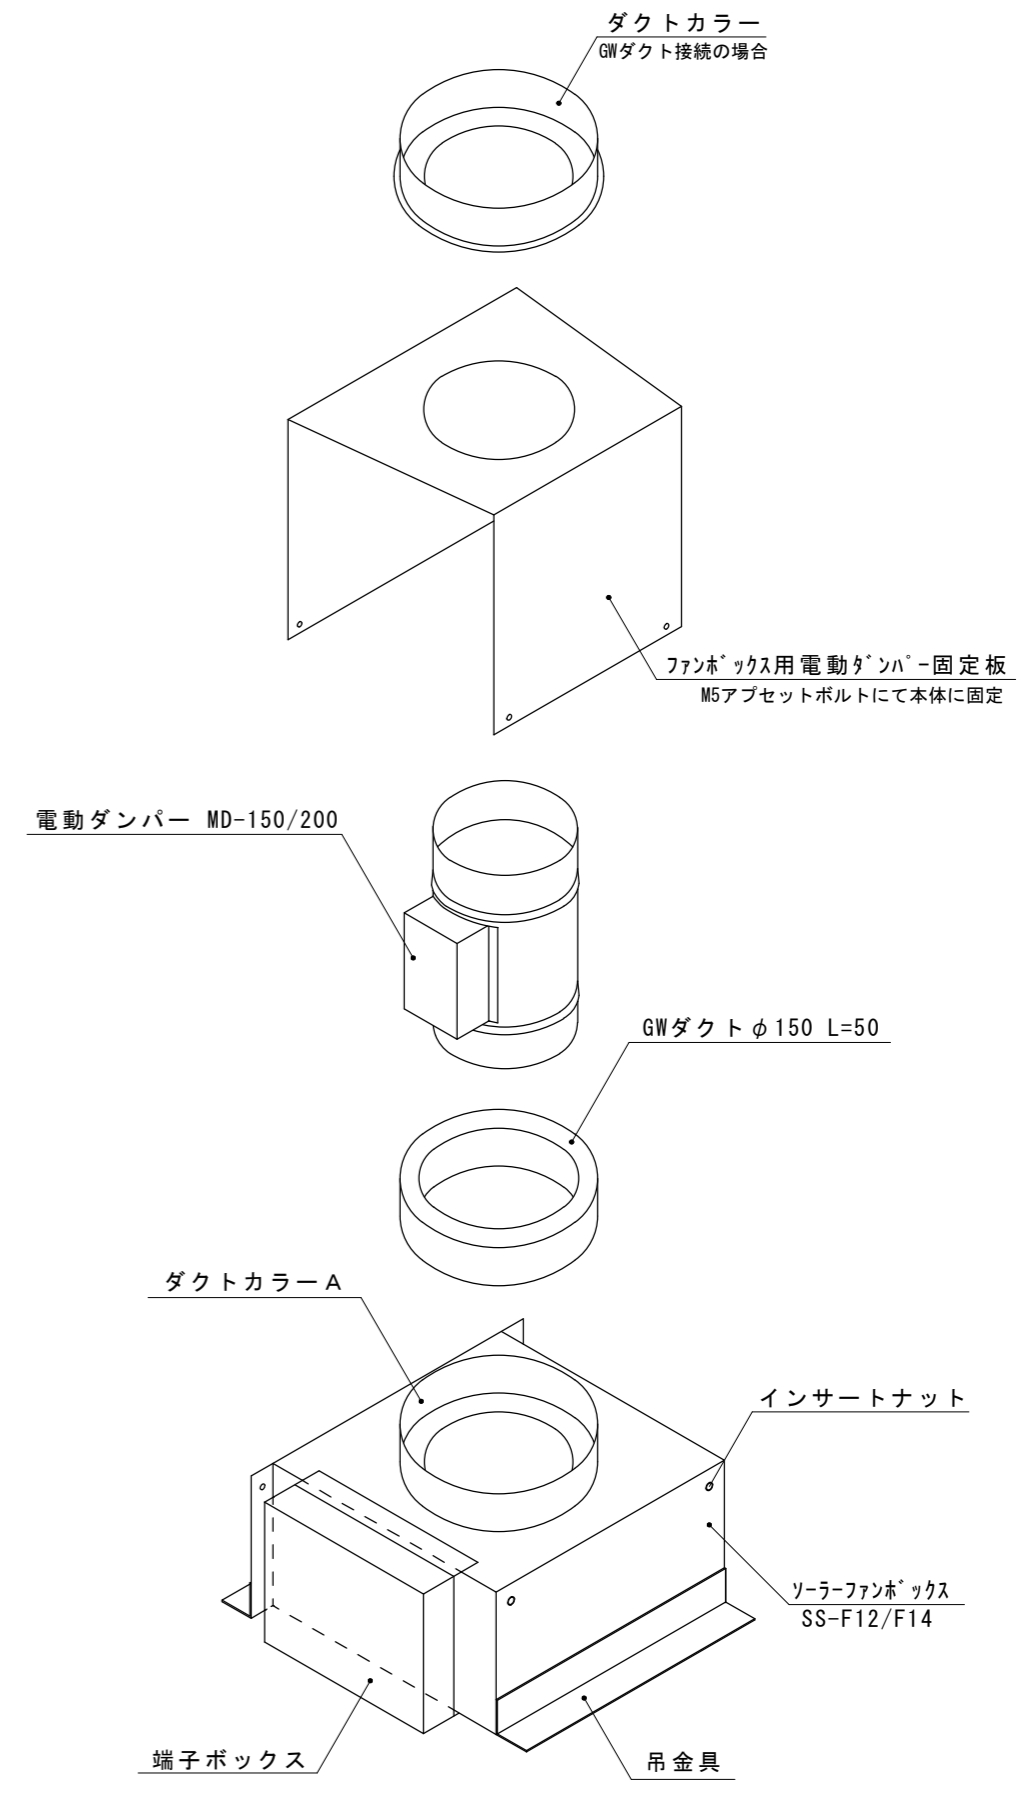 ダクトカラー
GWダクト接続の場合
ファンボックス用電動ダンパー固定板
M5アプセットボルトにて本体に固定
電動ダンパー MD-150/200
GWダクトφ150 L=50
ダクトカラーA
インサートナット
ソーラーファンボックス
SS-F12/F14
端子ボックス
吊金具